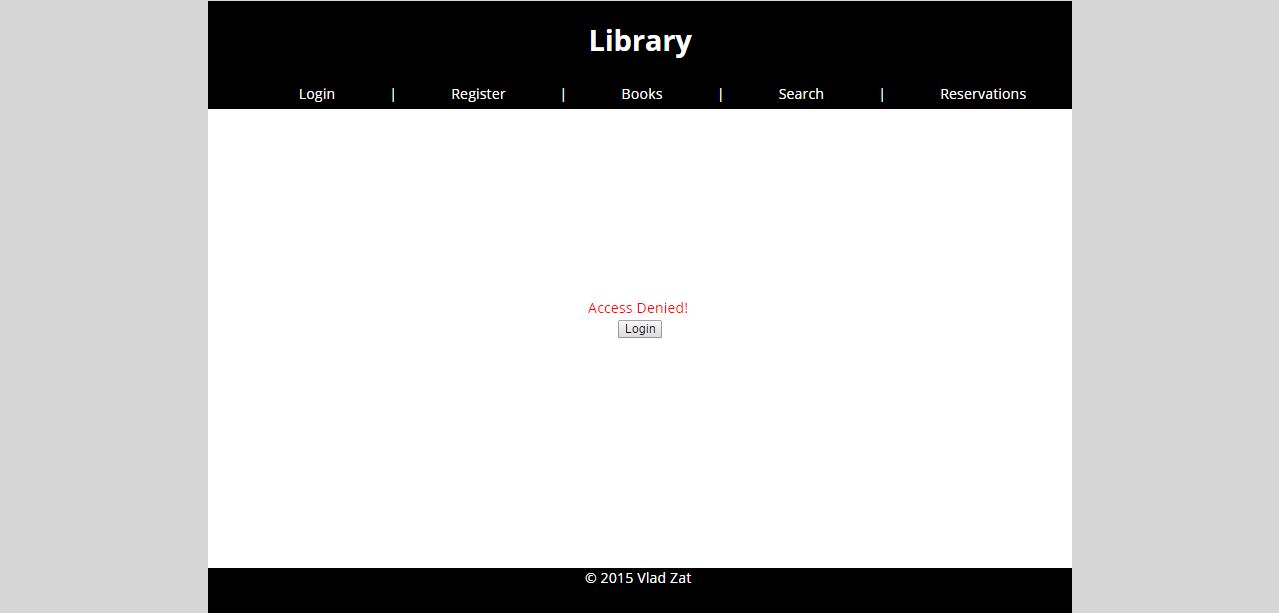 Library
Login | Register | Books | Search | Reservations
Access Denied!
Login
© 2015 Vlad Zat